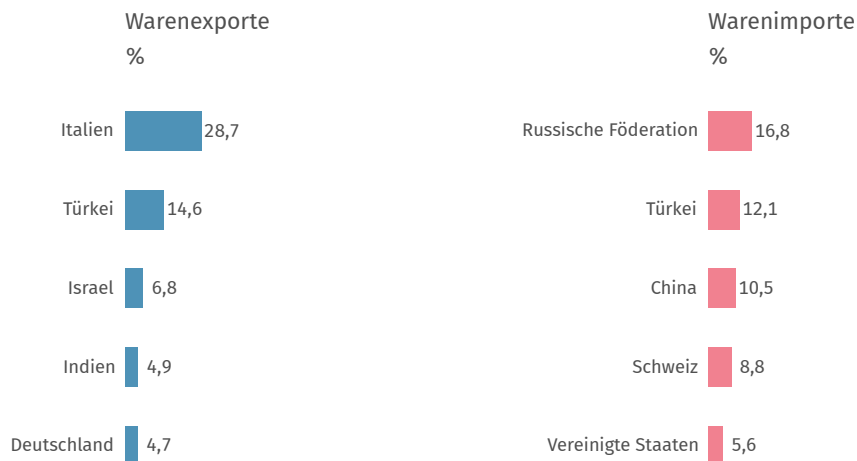 Warenexporte
%
Italien 28,7
Türkei 14,6
Israel 6,8
Indien 4,9
Deutschland 4,7
Warenimporte
%
Russische Föderation 16,8
Türkei 12,1
China 10,5
Schweiz 8,8
Vereinigte Staaten 5,6